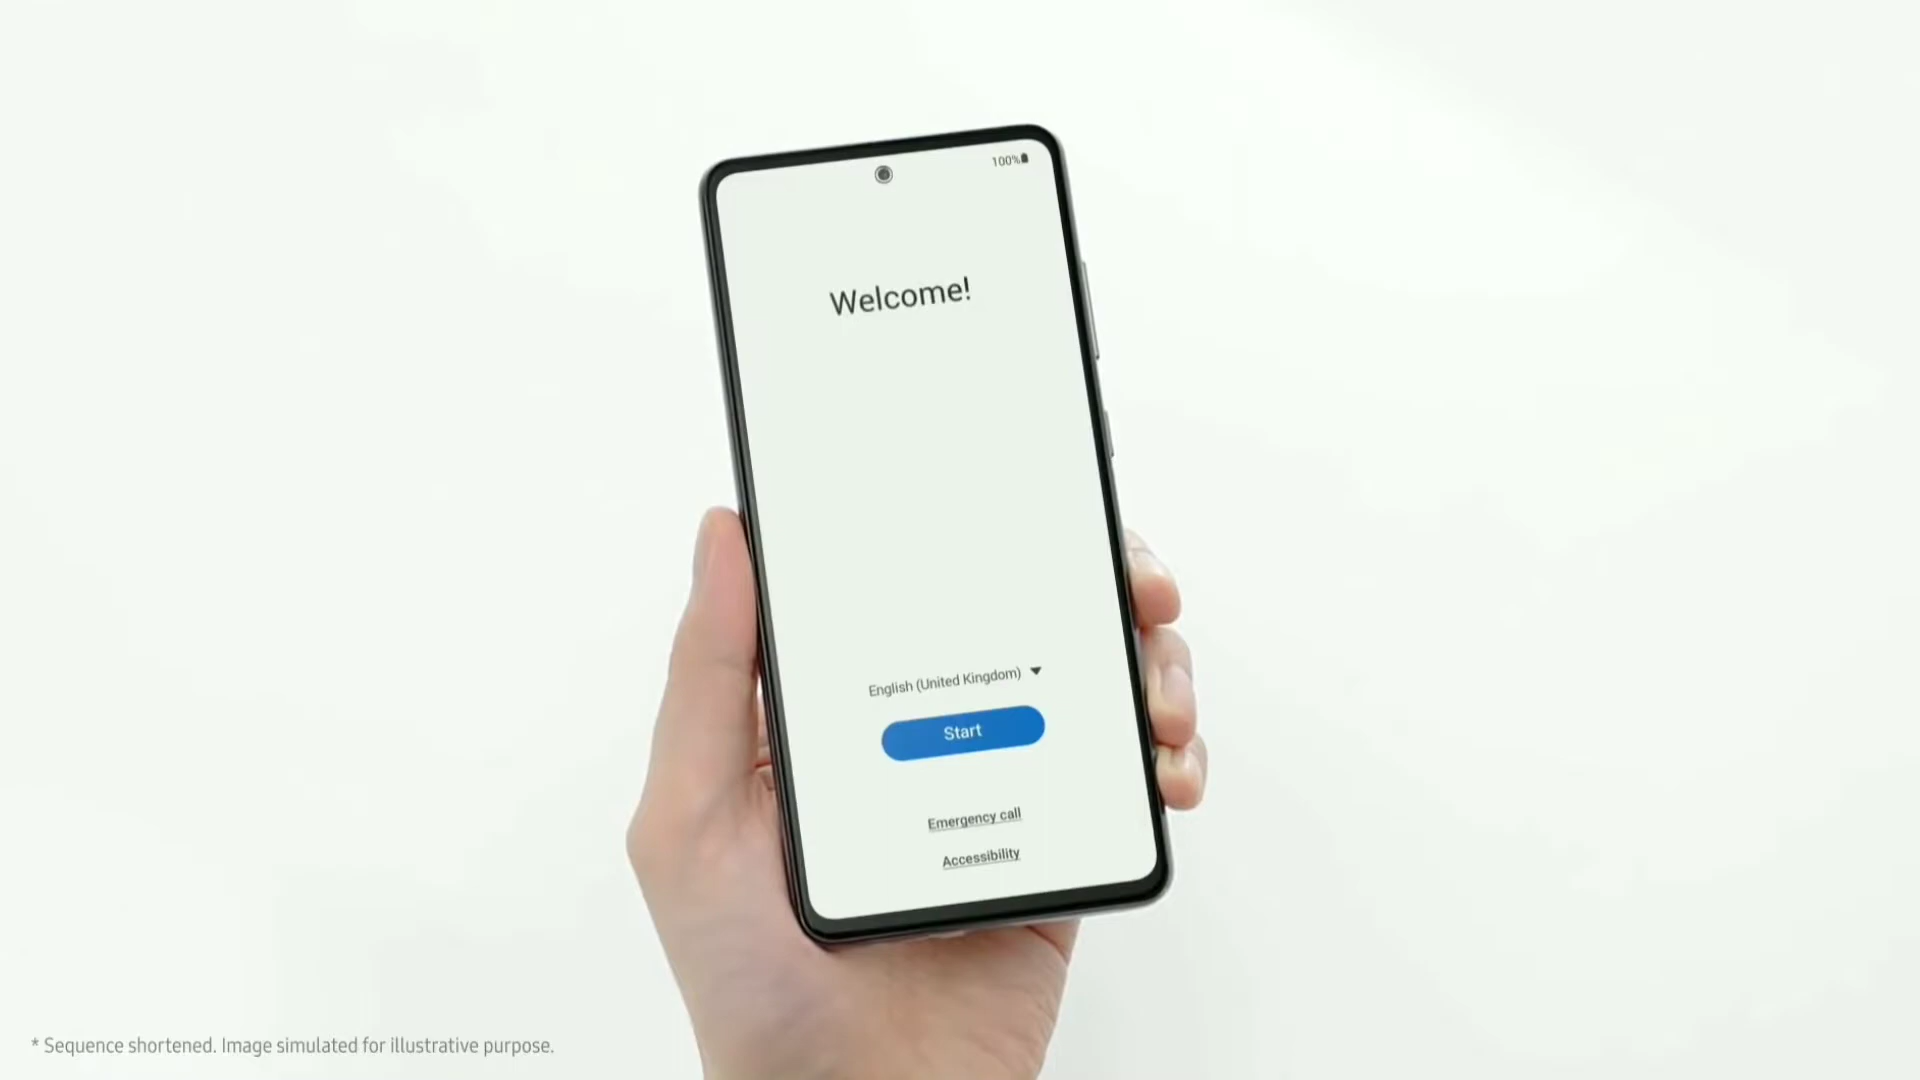 100%
Welcome!
English (United Kingdom)
Start
Emergency call
Accessibility
* Sequence shortened. Image simulated for illustrative purpose.